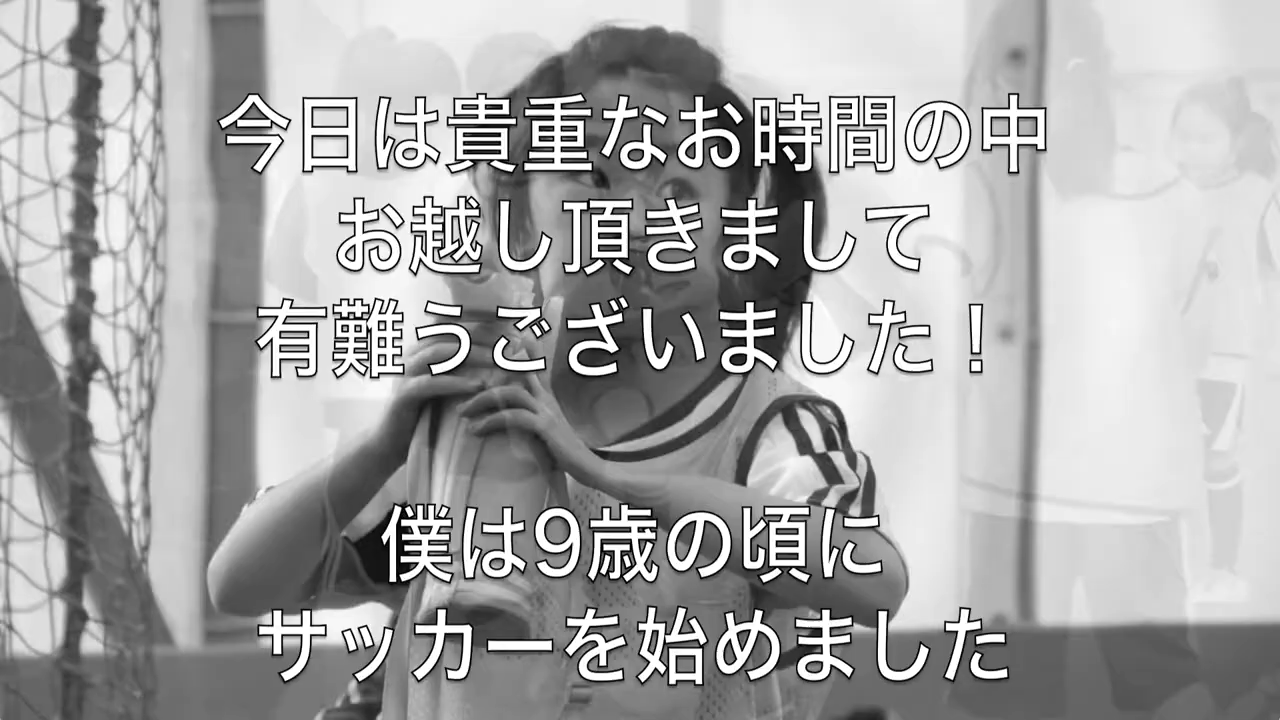 今日は貴重なお時間の中
お越し頂きまして
有難うございました！
僕は9歳の頃に
サッカーを始めました